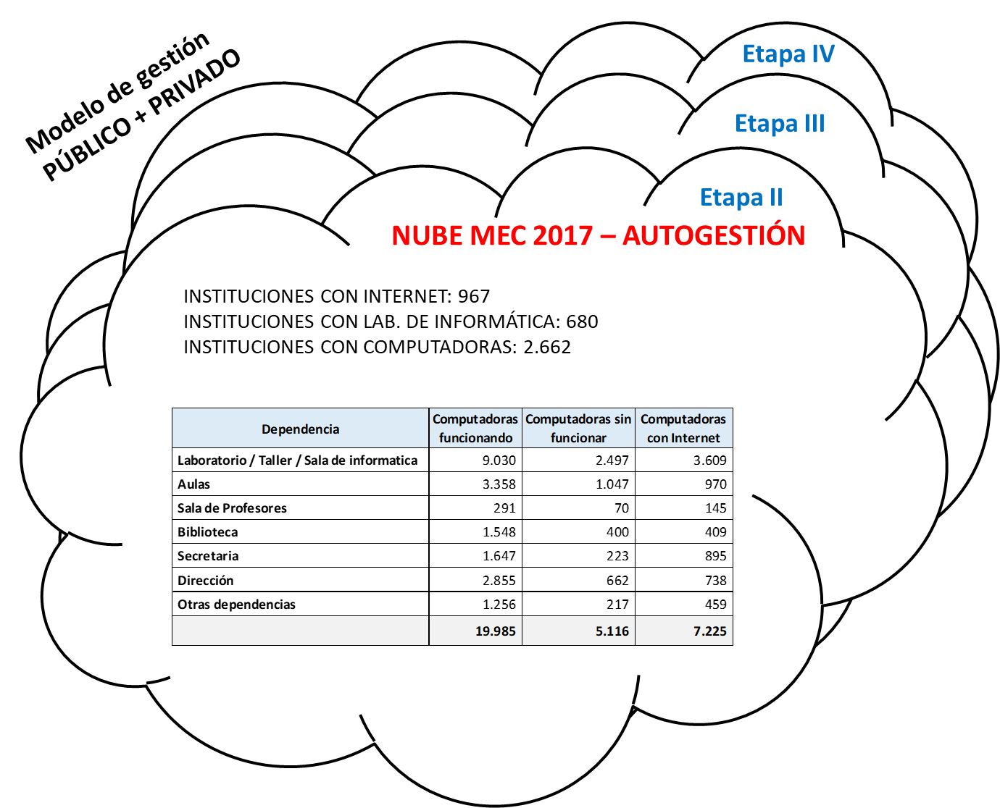 Modelo de gestión
PÚBLICO + PRIVADO
Etapa IV
Etapa III
Etapa II
NUBE MEC 2017 – AUTOGESTIÓN
INSTITUCIONES CON INTERNET: 967
INSTITUCIONES CON LAB. DE INFORMÁTICA: 680
INSTITUCIONES CON COMPUTADORAS: 2.662
Dependencia Computadoras funcionando Computadoras sin funcionar Computadoras con Internet
Laboratorio / Taller / Sala de informatica 9.030 2.497 3.609
Aulas 3.358 1.047 970
Sala de Profesores 291 70 145
Biblioteca 1.548 400 409
Secretaria 1.647 223 895
Dirección 2.855 662 738
Otras dependencias 1.256 217 459
19.985 5.116 7.225